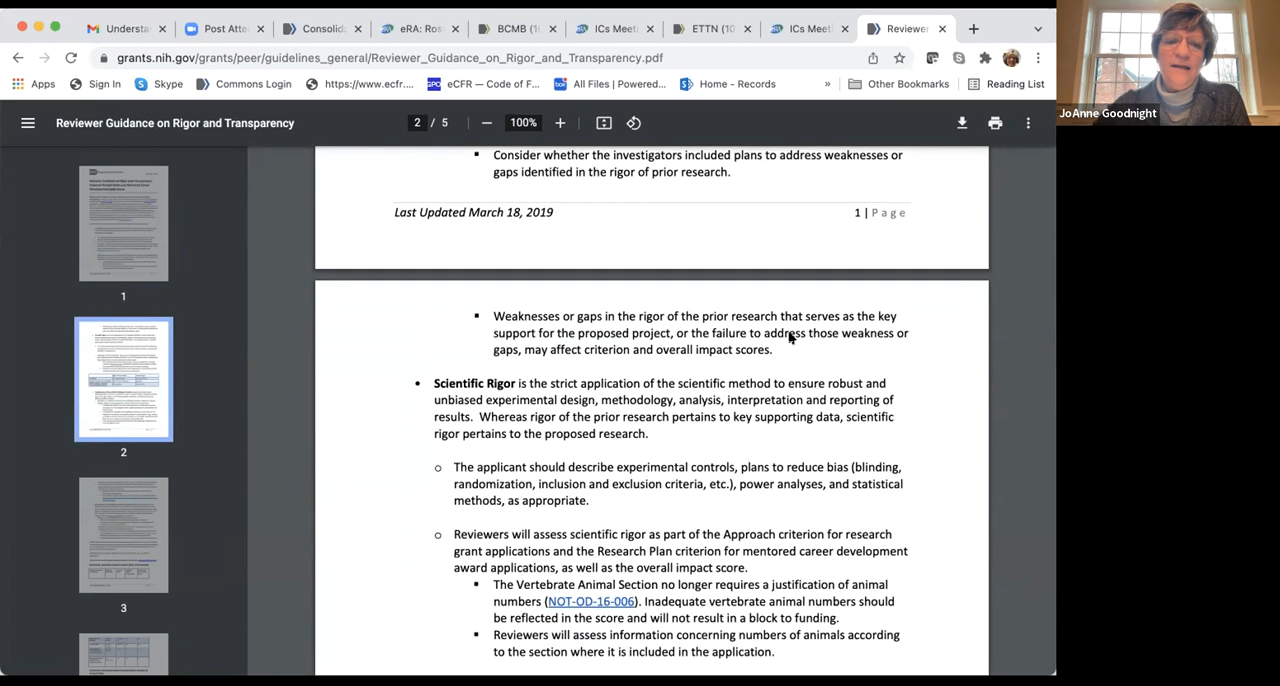 Understa
Post Atte
Consolid
eRA: Ros
BCMB (1
ICs Meeti
ETTN (10
ICs Meeti
Reviewer
grants.nih.gov/grants/peer/guidelines_general/Reviewer_Guidance_on_Rigor_and_Transparency.pdf
Apps
Sign In
Skype
Commons Login
https://www.ecfr....
eCFR — Code of F...
All Files | Powered...
Home - Records
»
Other Bookmarks
Reading List
JoAnne Goodnight
Reviewer Guidance on Rigor and Transparency
2 / 5
100%
1
2
3
▪ Consider whether the investigators included plans to address weaknesses or
gaps identified in the rigor of prior research.
Last Updated March 18, 2019
1 | Page
▪ Weaknesses or gaps in the rigor of the prior research that serves as the key
support for the proposed project, or the failure to address those weakness or
gaps, may affect criterion and overall impact scores.
• Scientific Rigor is the strict application of the scientific method to ensure robust and
unbiased experimental design, methodology, analysis, interpretation and reporting of
results. Whereas rigor of the prior research pertains to key supporting data, scientific
rigor pertains to the proposed research.
o The applicant should describe experimental controls, plans to reduce bias (blinding,
randomization, inclusion and exclusion criteria, etc.), power analyses, and statistical
methods, as appropriate.
o Reviewers will assess scientific rigor as part of the Approach criterion for research
grant applications and the Research Plan criterion for mentored career development
award applications, as well as the overall impact score.
▪ The Vertebrate Animal Section no longer requires a justification of animal
numbers (NOT-OD-16-006). Inadequate vertebrate animal numbers should
be reflected in the score and will not result in a block to funding.
▪ Reviewers will assess information concerning numbers of animals according
to the section where it is included in the application.